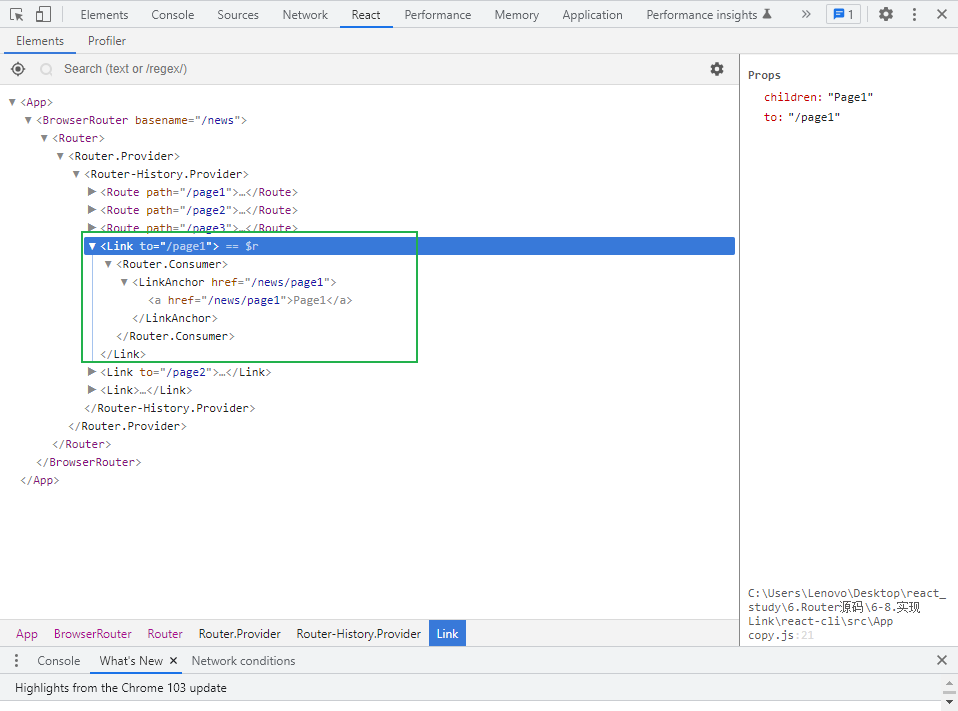 Elements Console Sources Network React Performance Memory Application Performance insights » 1
Elements Profiler
Search (text or /regex/)
<App>
<BrowserRouter basename="/news">
<Router>
<Router.Provider>
<Router-History.Provider>
<Route path="/page1">…</Route>
<Route path="/page2">…</Route>
<Route path="/page3">…</Route>
<Link to="/page1"> == $r
<Router.Consumer>
<LinkAnchor href="/news/page1">
<a href="/news/page1">Page1</a>
</LinkAnchor>
</Router.Consumer>
</Link>
<Link to="/page2">…</Link>
<Link>…</Link>
</Router-History.Provider>
</Router.Provider>
</Router>
</BrowserRouter>
</App>
Props
children: "Page1"
to: "/page1"
C:\Users\Lenovo\Desktop\react_
study\6.Router源码\6-8.实现
Link\react-cli\src\App
copy.js:21
App BrowserRouter Router Router.Provider Router-History.Provider Link
Console What's New × Network conditions
Highlights from the Chrome 103 update